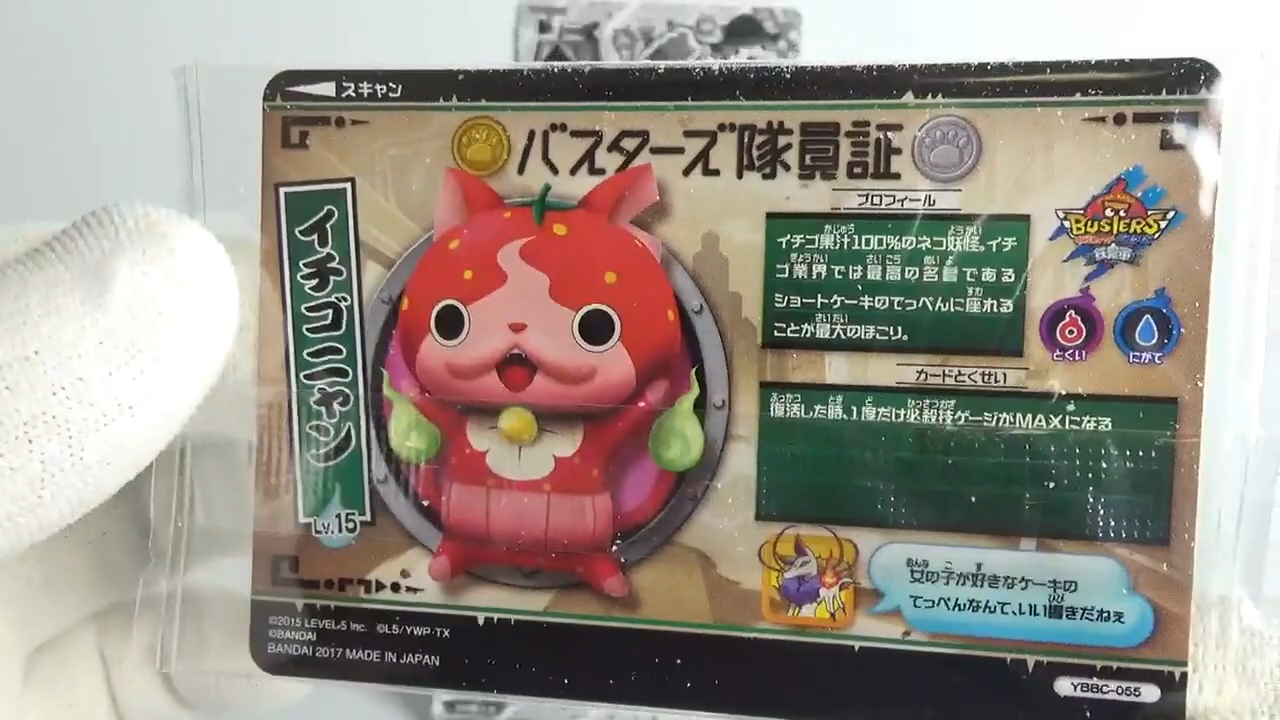 スキャン
バスターズ隊員証
イチゴニャン
Lv.15
プロフィール
イチゴ果汁100%のネコ妖怪。イチ
ゴ業界では最高の名誉である
ショートケーキのてっぺんに座れる
ことが最大のほこり。
BUSTERS
とくい
にがて
カードとくせい
復活した時、1度だけ必殺技ゲージがMAXになる
女の子が好きなケーキの
てっぺんなんて、いい響きだねぇ
©2015 LEVEL-5 Inc. ©L5/YWP・TX
©BANDAI
BANDAI 2017 MADE IN JAPAN
YBBC-055